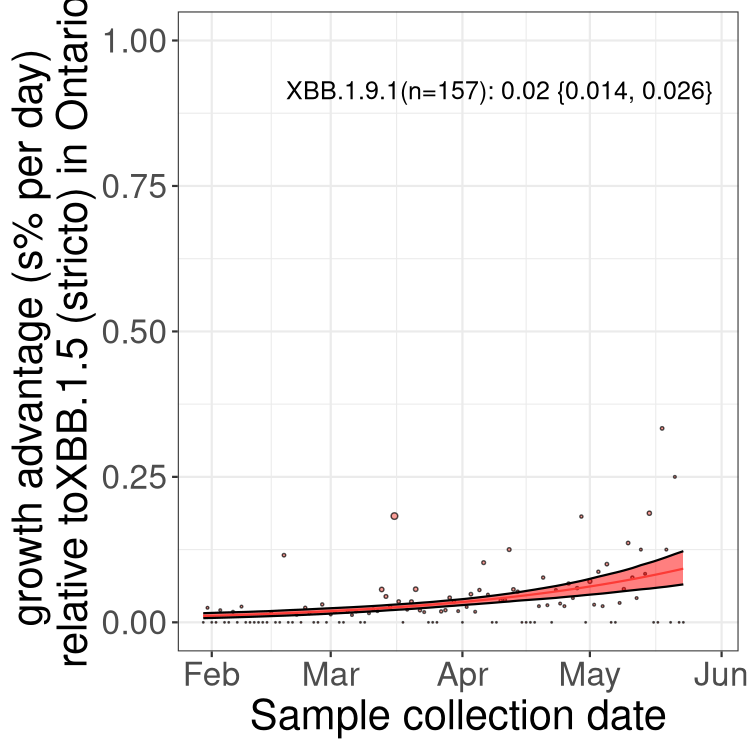 growth advantage (s% per day)
relative toXBB.1.5 (stricto) in Ontario
1.00
0.75
0.50
0.25
0.00
XBB.1.9.1(n=157): 0.02 {0.014, 0.026}
Feb Mar Apr May Jun
Sample collection date